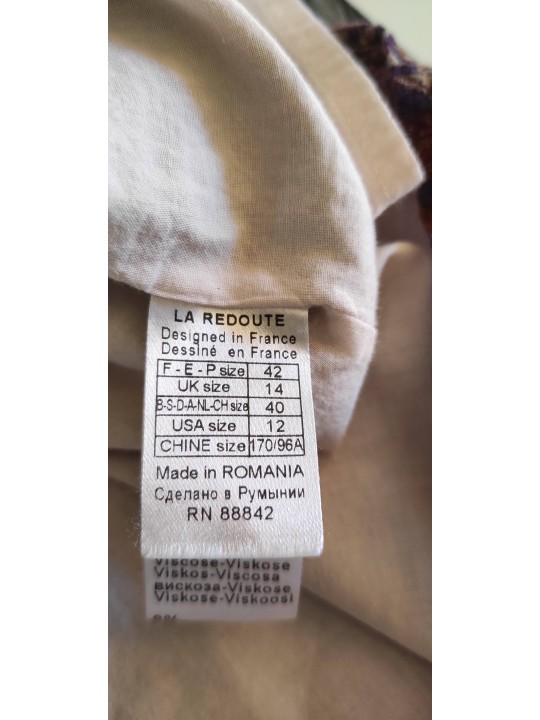 LA REDOUTE
Designed in France
Dessiné en France
F - E - P size 42
UK size 14
B-S-D-A-NL-CH size 40
USA size 12
CHINE size 170/96A
Made in ROMANIA
Сделано в Румынии
RN 88842
Viscose-Viskose
Viskos-Viscosa
вискоза-Viskose
Viskose-Viskoosi